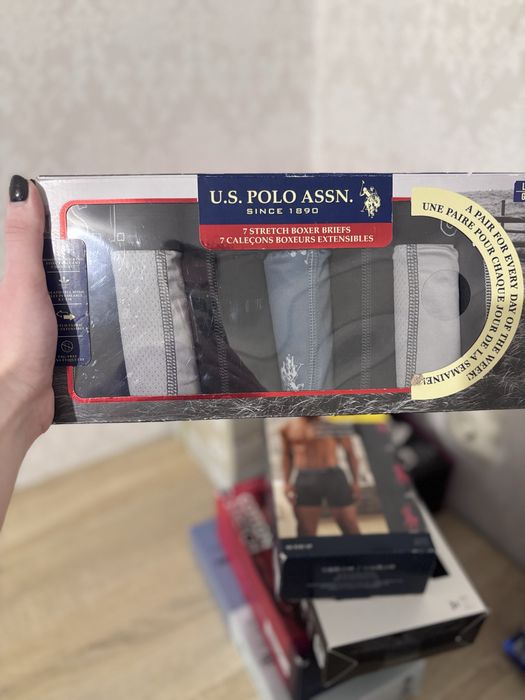 U.S. POLO ASSN.
SINCE 1890
7 STRETCH BOXER BRIEFS
7 CALEÇONS BOXEURS EXTENSIBLES
A PAIR FOR EVERY DAY OF THE WEEK!
UNE PAIRE POUR CHAQUE JOUR DE LA SEMAINE!